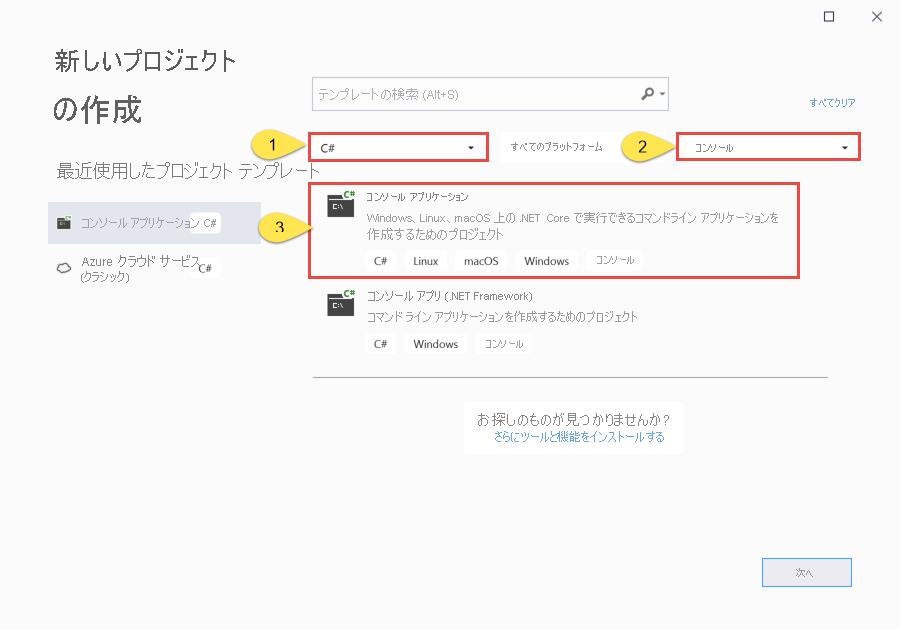 新しいプロジェクト
の作成
テンプレートの検索 (Alt+S)
すべてクリア
1
C#
すべてのプラットフォーム
2
コンソール
最近使用したプロジェクト テンプレート
コンソール アプリケーション C#
Azure クラウド サービス
(クラシック)
C#
3
C#
コンソール アプリケーション
Windows、Linux、macOS 上の .NET Core で実行できるコマンドライン アプリケーションを
作成するためのプロジェクト
C# Linux macOS Windows コンソール
C#
コンソール アプリ (.NET Framework)
コマンド ライン アプリケーションを作成するためのプロジェクト
C# Windows コンソール
お探しのものが見つかりませんか?
さらにツールと機能をインストールする
次へ